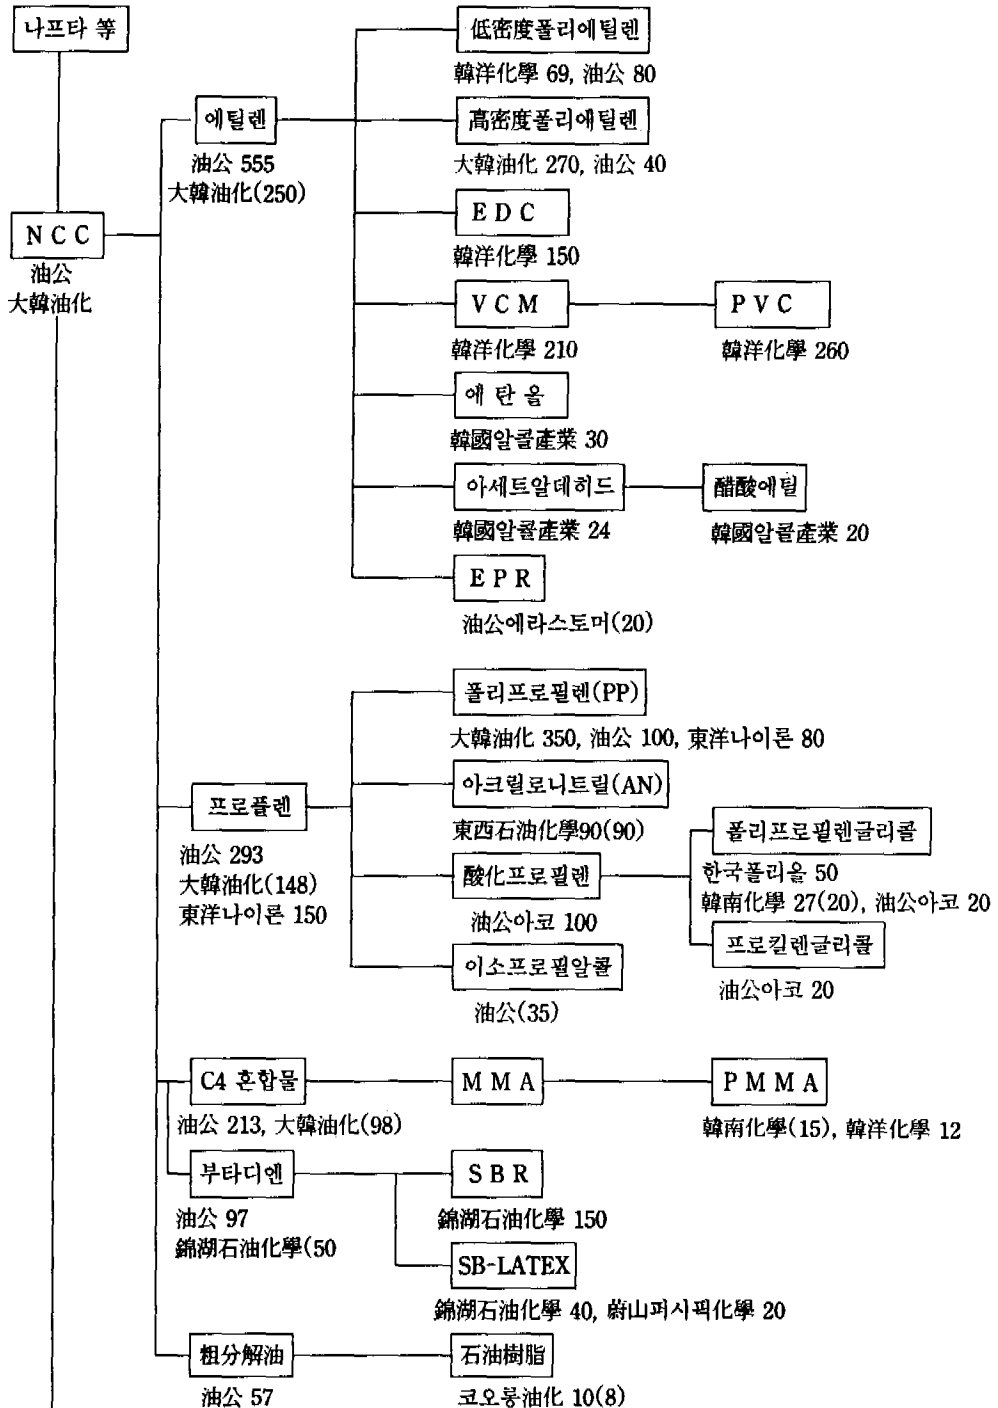 나프타 等
低密度폴리에틸렌
韓洋化學 69, 油公 80
에틸렌
高密度폴리애틸렌
油公 555
大韓油化(250)
大韓油化 270, 油公 40
N C C
油公
大韓油化
E D C
韓洋化學 150
V C M
P V C
韓洋化學 210
韓洋化學 260
에 탄 올
韓國알콜產業 30
아세트알데히드
醋酸에틸
韓國알콜產業 24
韓國알콜產業 20
E P R
油公에라스토머(20)
폴리프로필렌(PP)
大韓油化 350, 油公 100, 東洋나이론 80
프로플렌
아크릴로니트릴(AN)
油公 293
大韓油化(148)
東洋나이론 150
東西石油化學90(90)
폴리프로필렌글리콜
酸化프로필렌
한국폴리올 50
韓南化學 27(20), 油公아코 20
油公아코 100
프로킬렌글리콜
이소프로필알콜
油公아코 20
油公(35)
C4 혼합물
M M A
P M M A
油公 213, 大韓油化(98)
韓南化學(15), 韓洋化學 12
부타디엔
S B R
油公 97
錦湖石油化學(50
錦湖石油化學 150
SB-LATEX
錦湖石油化學 40, 蔚山퍼시픽化學 20
粗分解油
石油樹脂
油公 57
코오롱油化 10(8)